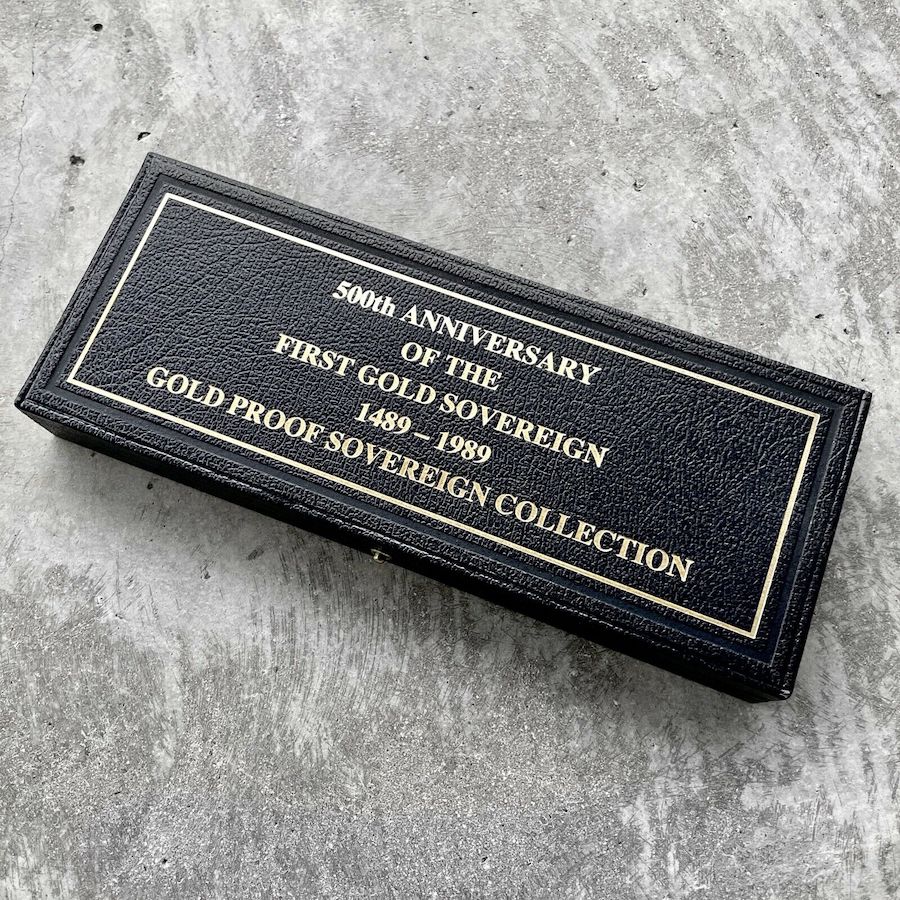 500th ANNIVERSARY
OF THE
FIRST GOLD SOVEREIGN
1489 – 1989
GOLD PROOF SOVEREIGN COLLECTION